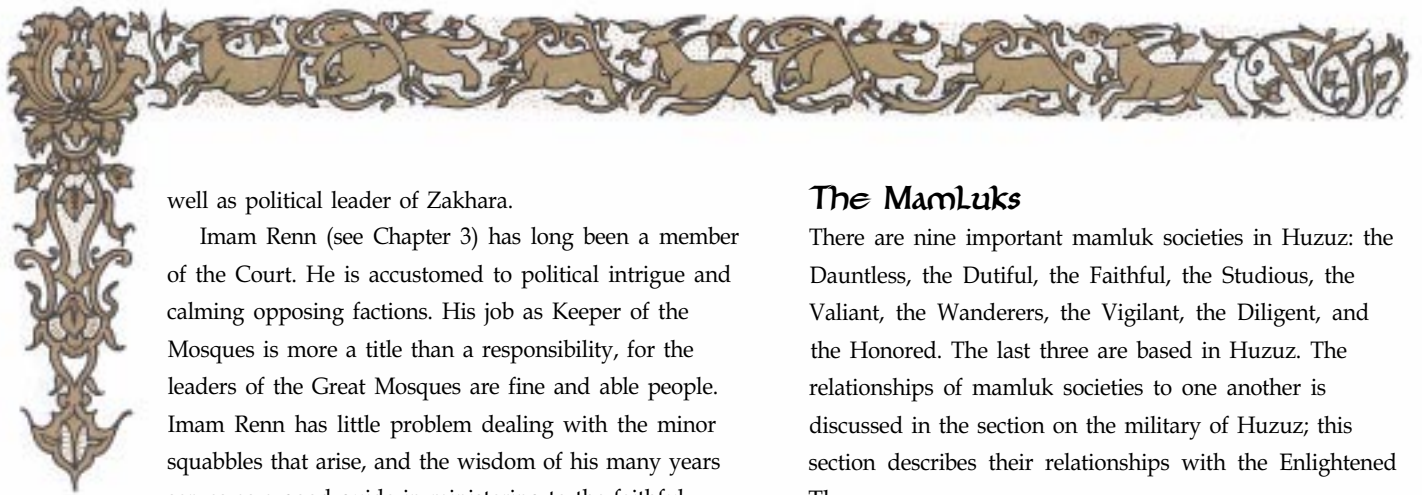 well as political leader of Zakhara.
Imam Renn (see Chapter 3) has long been a member
of the Court. He is accustomed to political intrigue and
calming opposing factions. His job as Keeper of the
Mosques is more a title than a responsibility, for the
leaders of the Great Mosques are fine and able people.
Imam Renn has little problem dealing with the minor
squabbles that arise, and the wisdom of his many years
The MamLuks
There are nine important mamluk societies in Huzuz: the
Dauntless, the Dutiful, the Faithful, the Studious, the
Valiant, the Wanderers, the Vigilant, the Diligent, and
the Honored. The last three are based in Huzuz. The
relationships of mamluk societies to one another is
discussed in the section on the military of Huzuz; this
section describes their relationships with the Enlightened